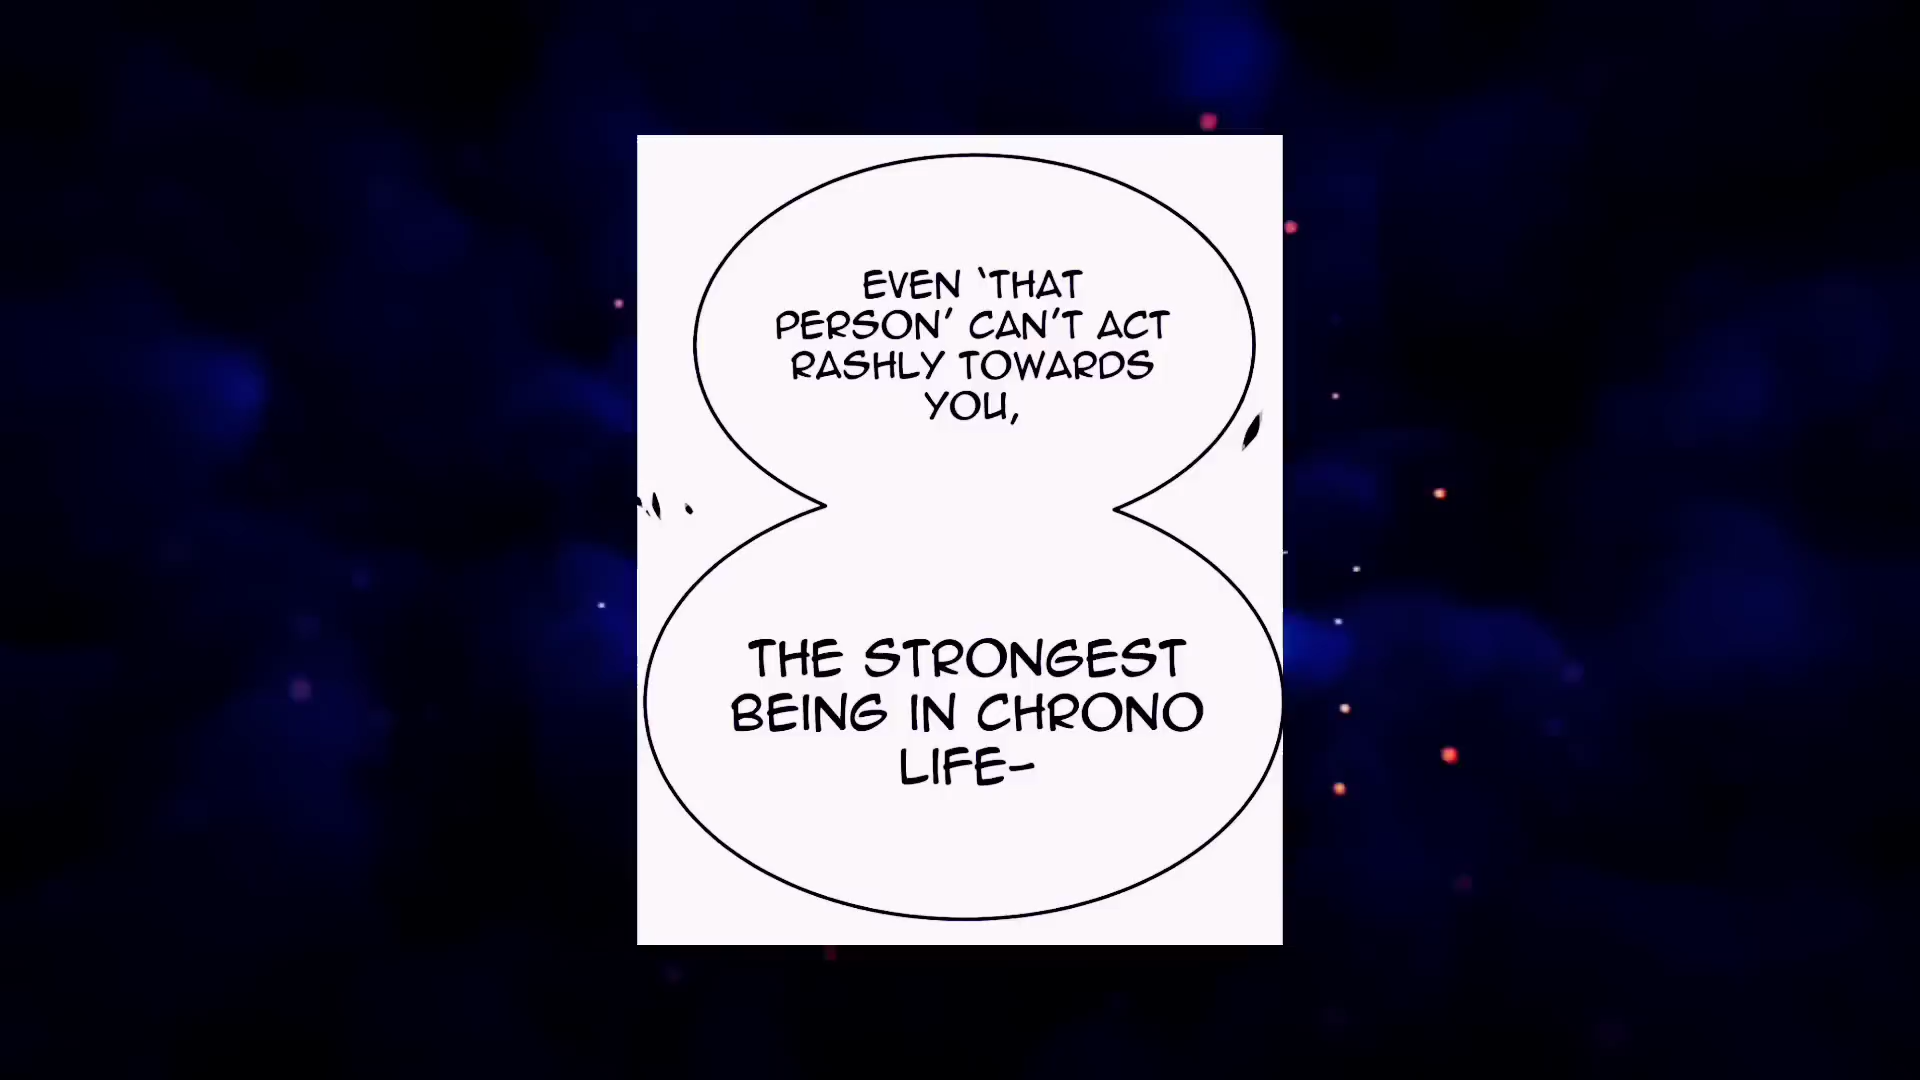 EVEN ‘THAT
PERSON’ CAN’T ACT
RASHLY TOWARDS
YOU,
THE STRONGEST
BEING IN CHRONO
LIFE–